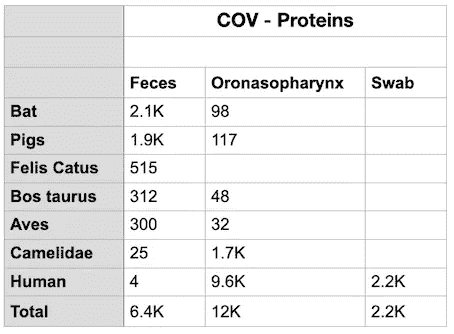 COV - Proteins
Feces Oronasopharynx Swab
Bat 2.1K 98
Pigs 1.9K 117
Felis Catus 515
Bos taurus 312 48
Aves 300 32
Camelidae 25 1.7K
Human 4 9.6K 2.2K
Total 6.4K 12K 2.2K